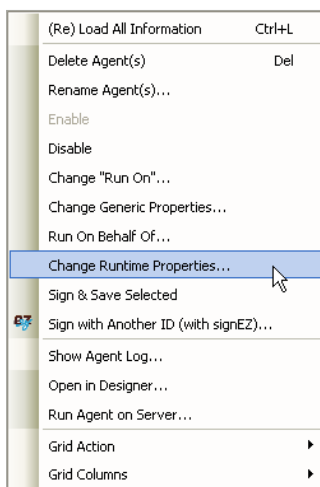 (Re) Load All Information Ctrl+L
Delete Agent(s) Del
Rename Agent(s)...
Enable
Disable
Change "Run On"...
Change Generic Properties...
Run On Behalf Of...
Change Runtime Properties...
Sign & Save Selected
EZ Sign with Another ID (with signEZ)...
Show Agent Log...
Open in Designer...
Run Agent on Server...
Grid Action
Grid Columns